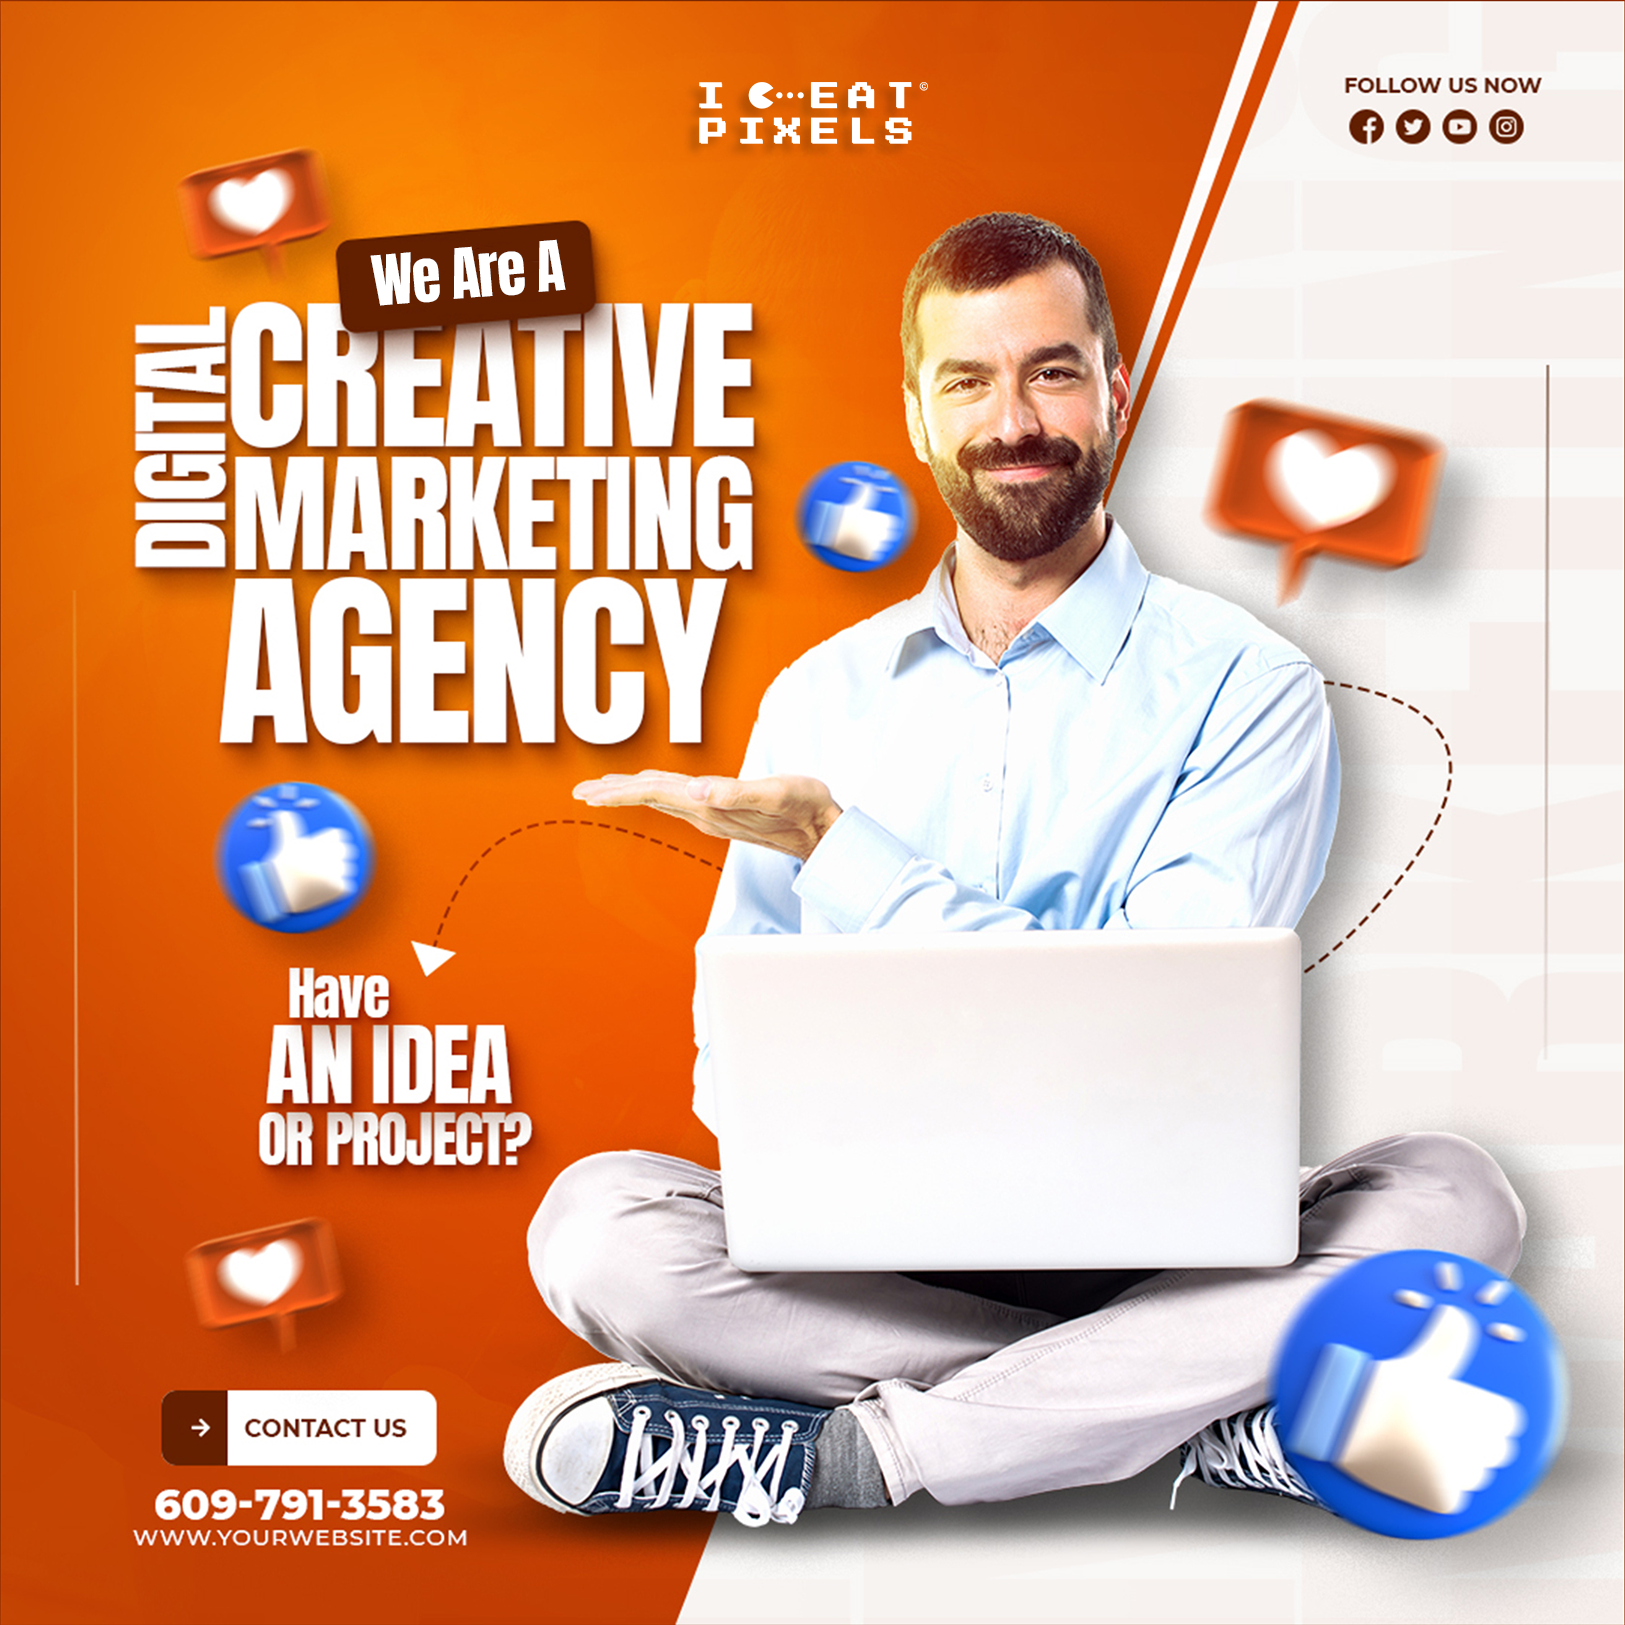 I EAT©
PIXELS
FOLLOW US NOW
We Are A
DIGITAL
CREATIVE
MARKETING
AGENCY
Have
AN IDEA
OR PROJECT?
CONTACT US
609-791-3583
WWW.YOURWEBSITE.COM